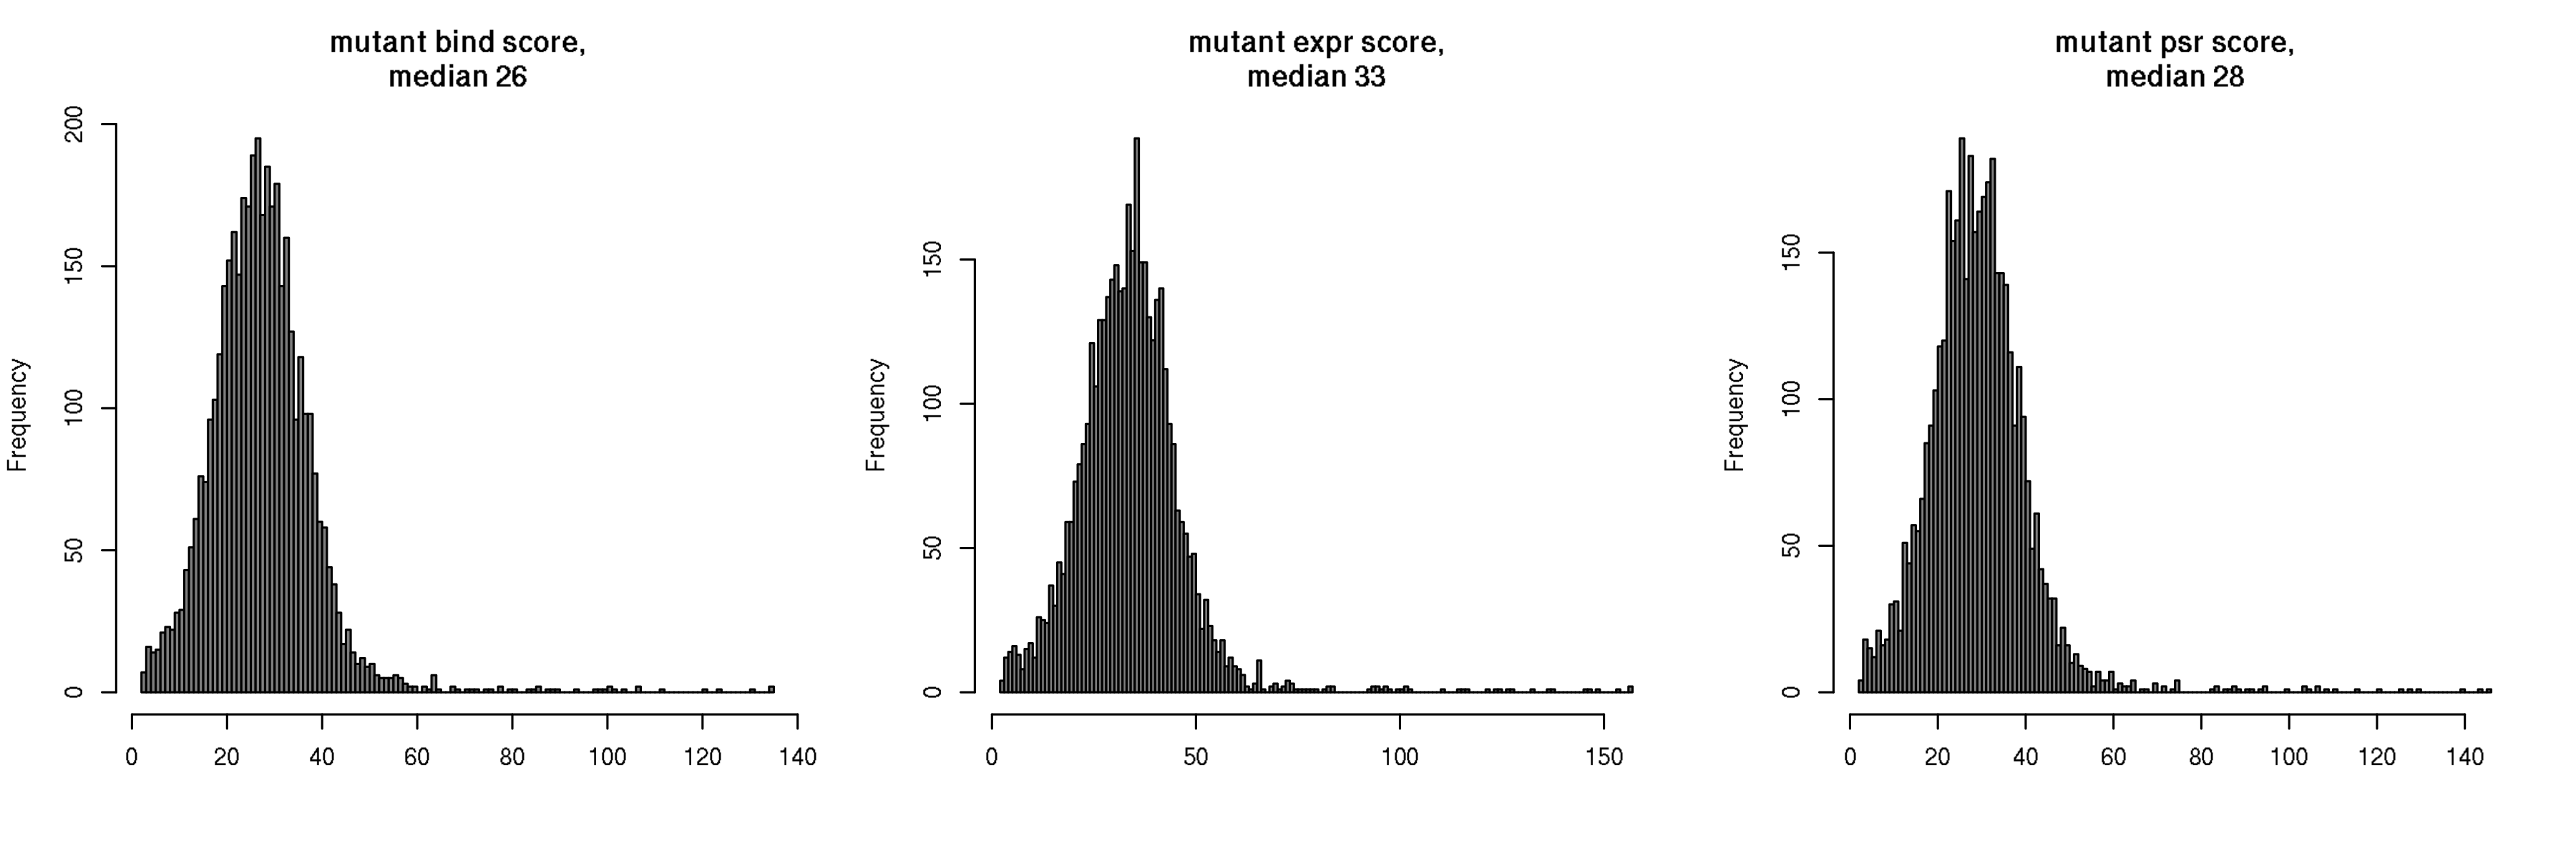 mutant bind score,
median 26
Frequency
0
50
100
150
200
0 20 40 60 80 100 120 140
mutant expr score,
median 33
Frequency
0
50
100
150
0 50 100 150
mutant psr score,
median 28
Frequency
0
50
100
150
0 20 40 60 80 100 120 140